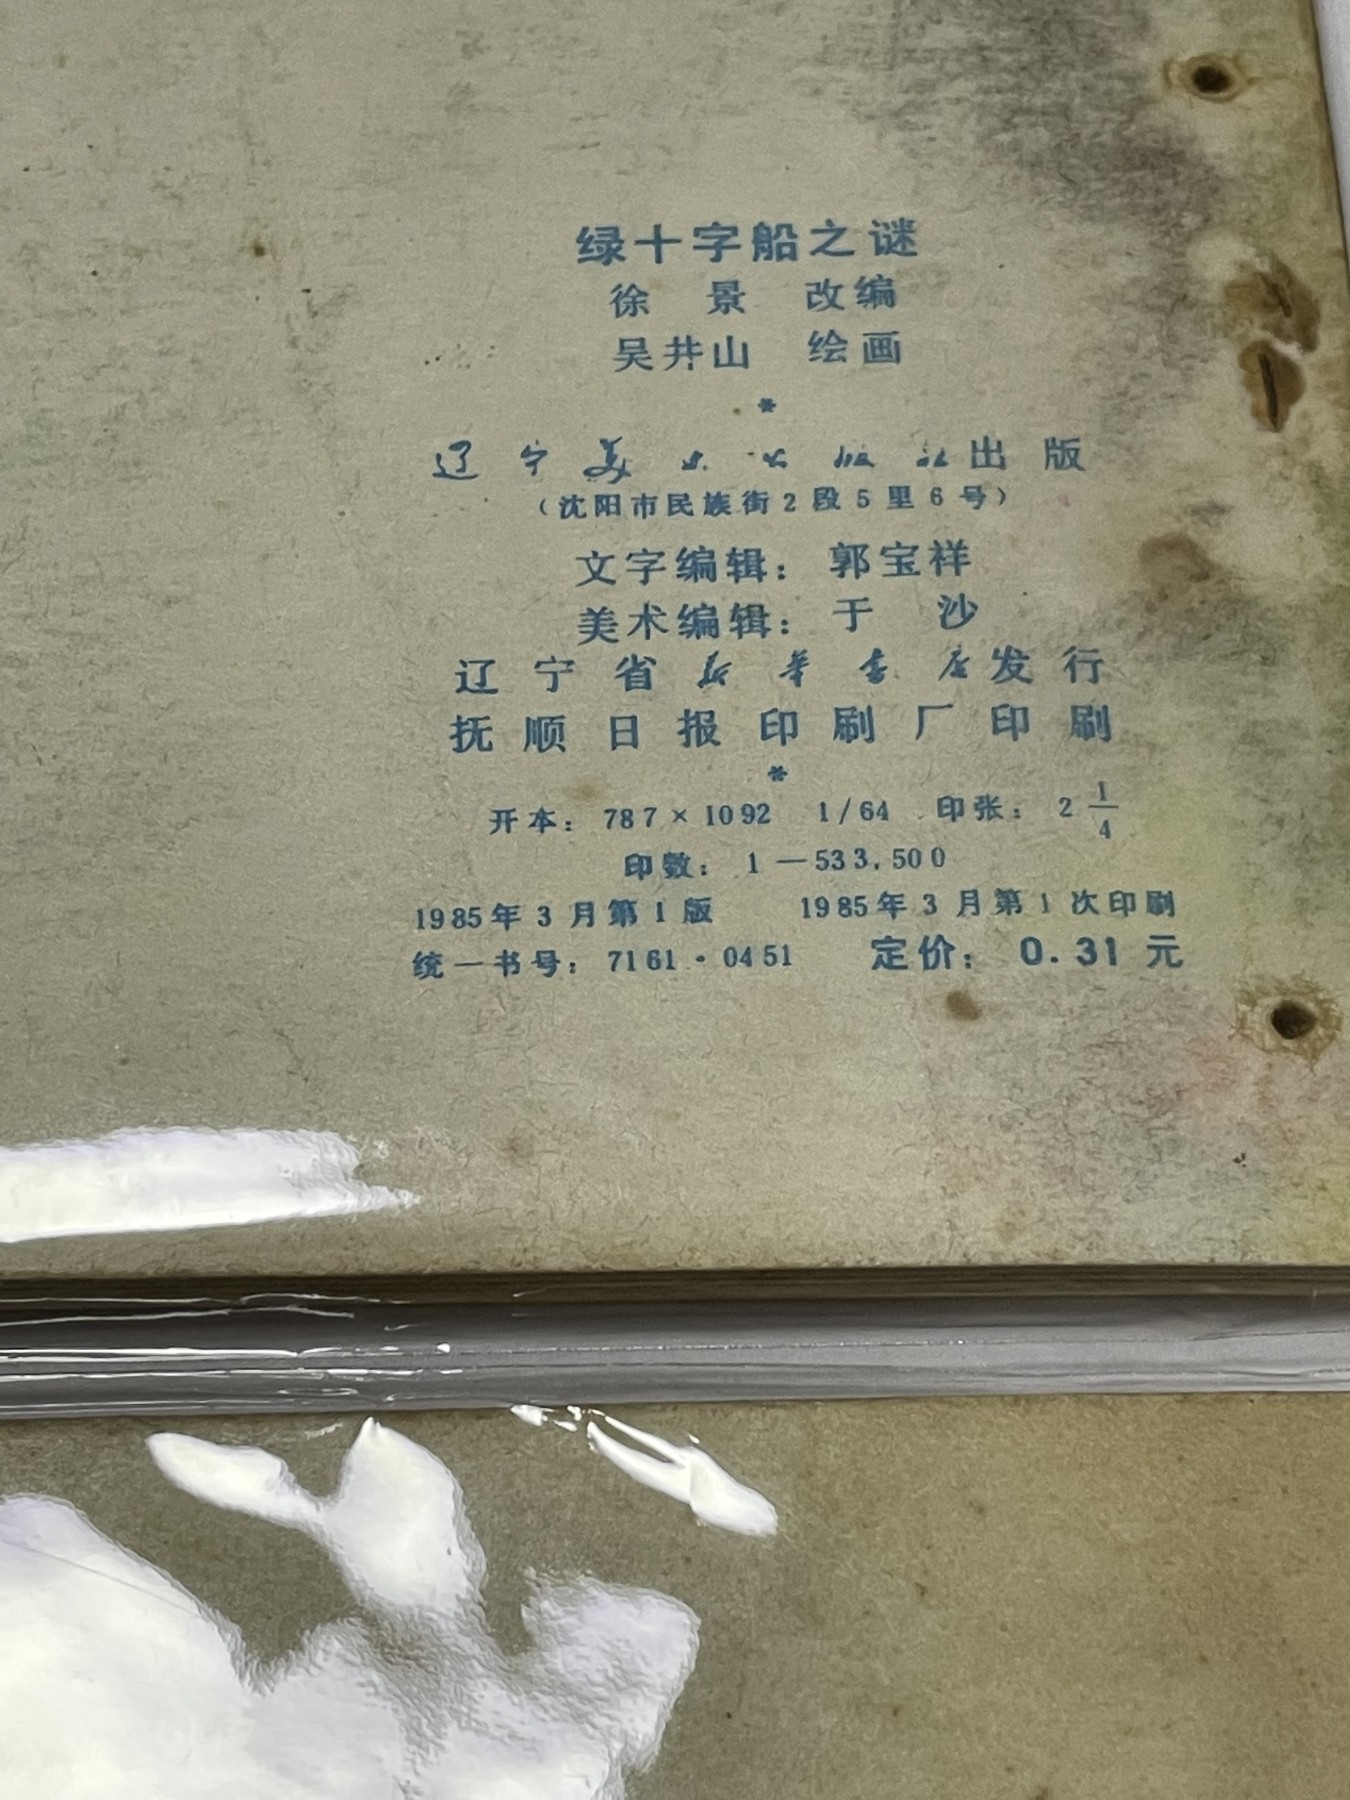 绿十字船之谜
徐 景 改编
吴井山 绘画
*
辽宁美术出版社出版
(沈阳市民族街2段5里6号)
文字编辑: 郭宝祥
美术编辑: 于 沙
辽宁省新华书店发行
抚顺日报印刷厂印刷
*
开本: 787×1092 1/64 印张: 2 1/4
印数: 1—533.500
1985年3月第1版 1985年3月第1次印刷
统一书号: 7161·0451 定价: 0.31元